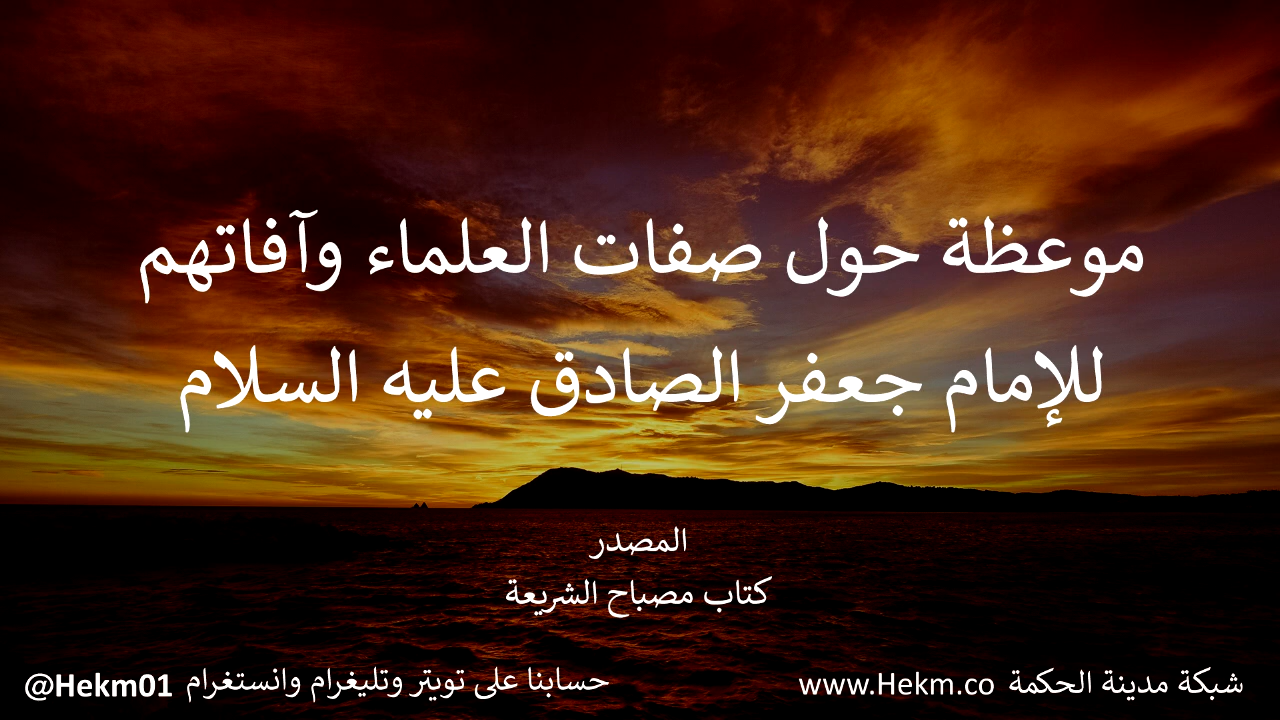 موعظة حول صفات العلماء وآفاتهم
للإمام جعفر الصادق عليه السلام
المصدر
كتاب مصباح الشريعة
شبكة مدينة الحكمة www.Hekm.co
حسابنا على تويتر وتليغرام وانستغرام @Hekm01